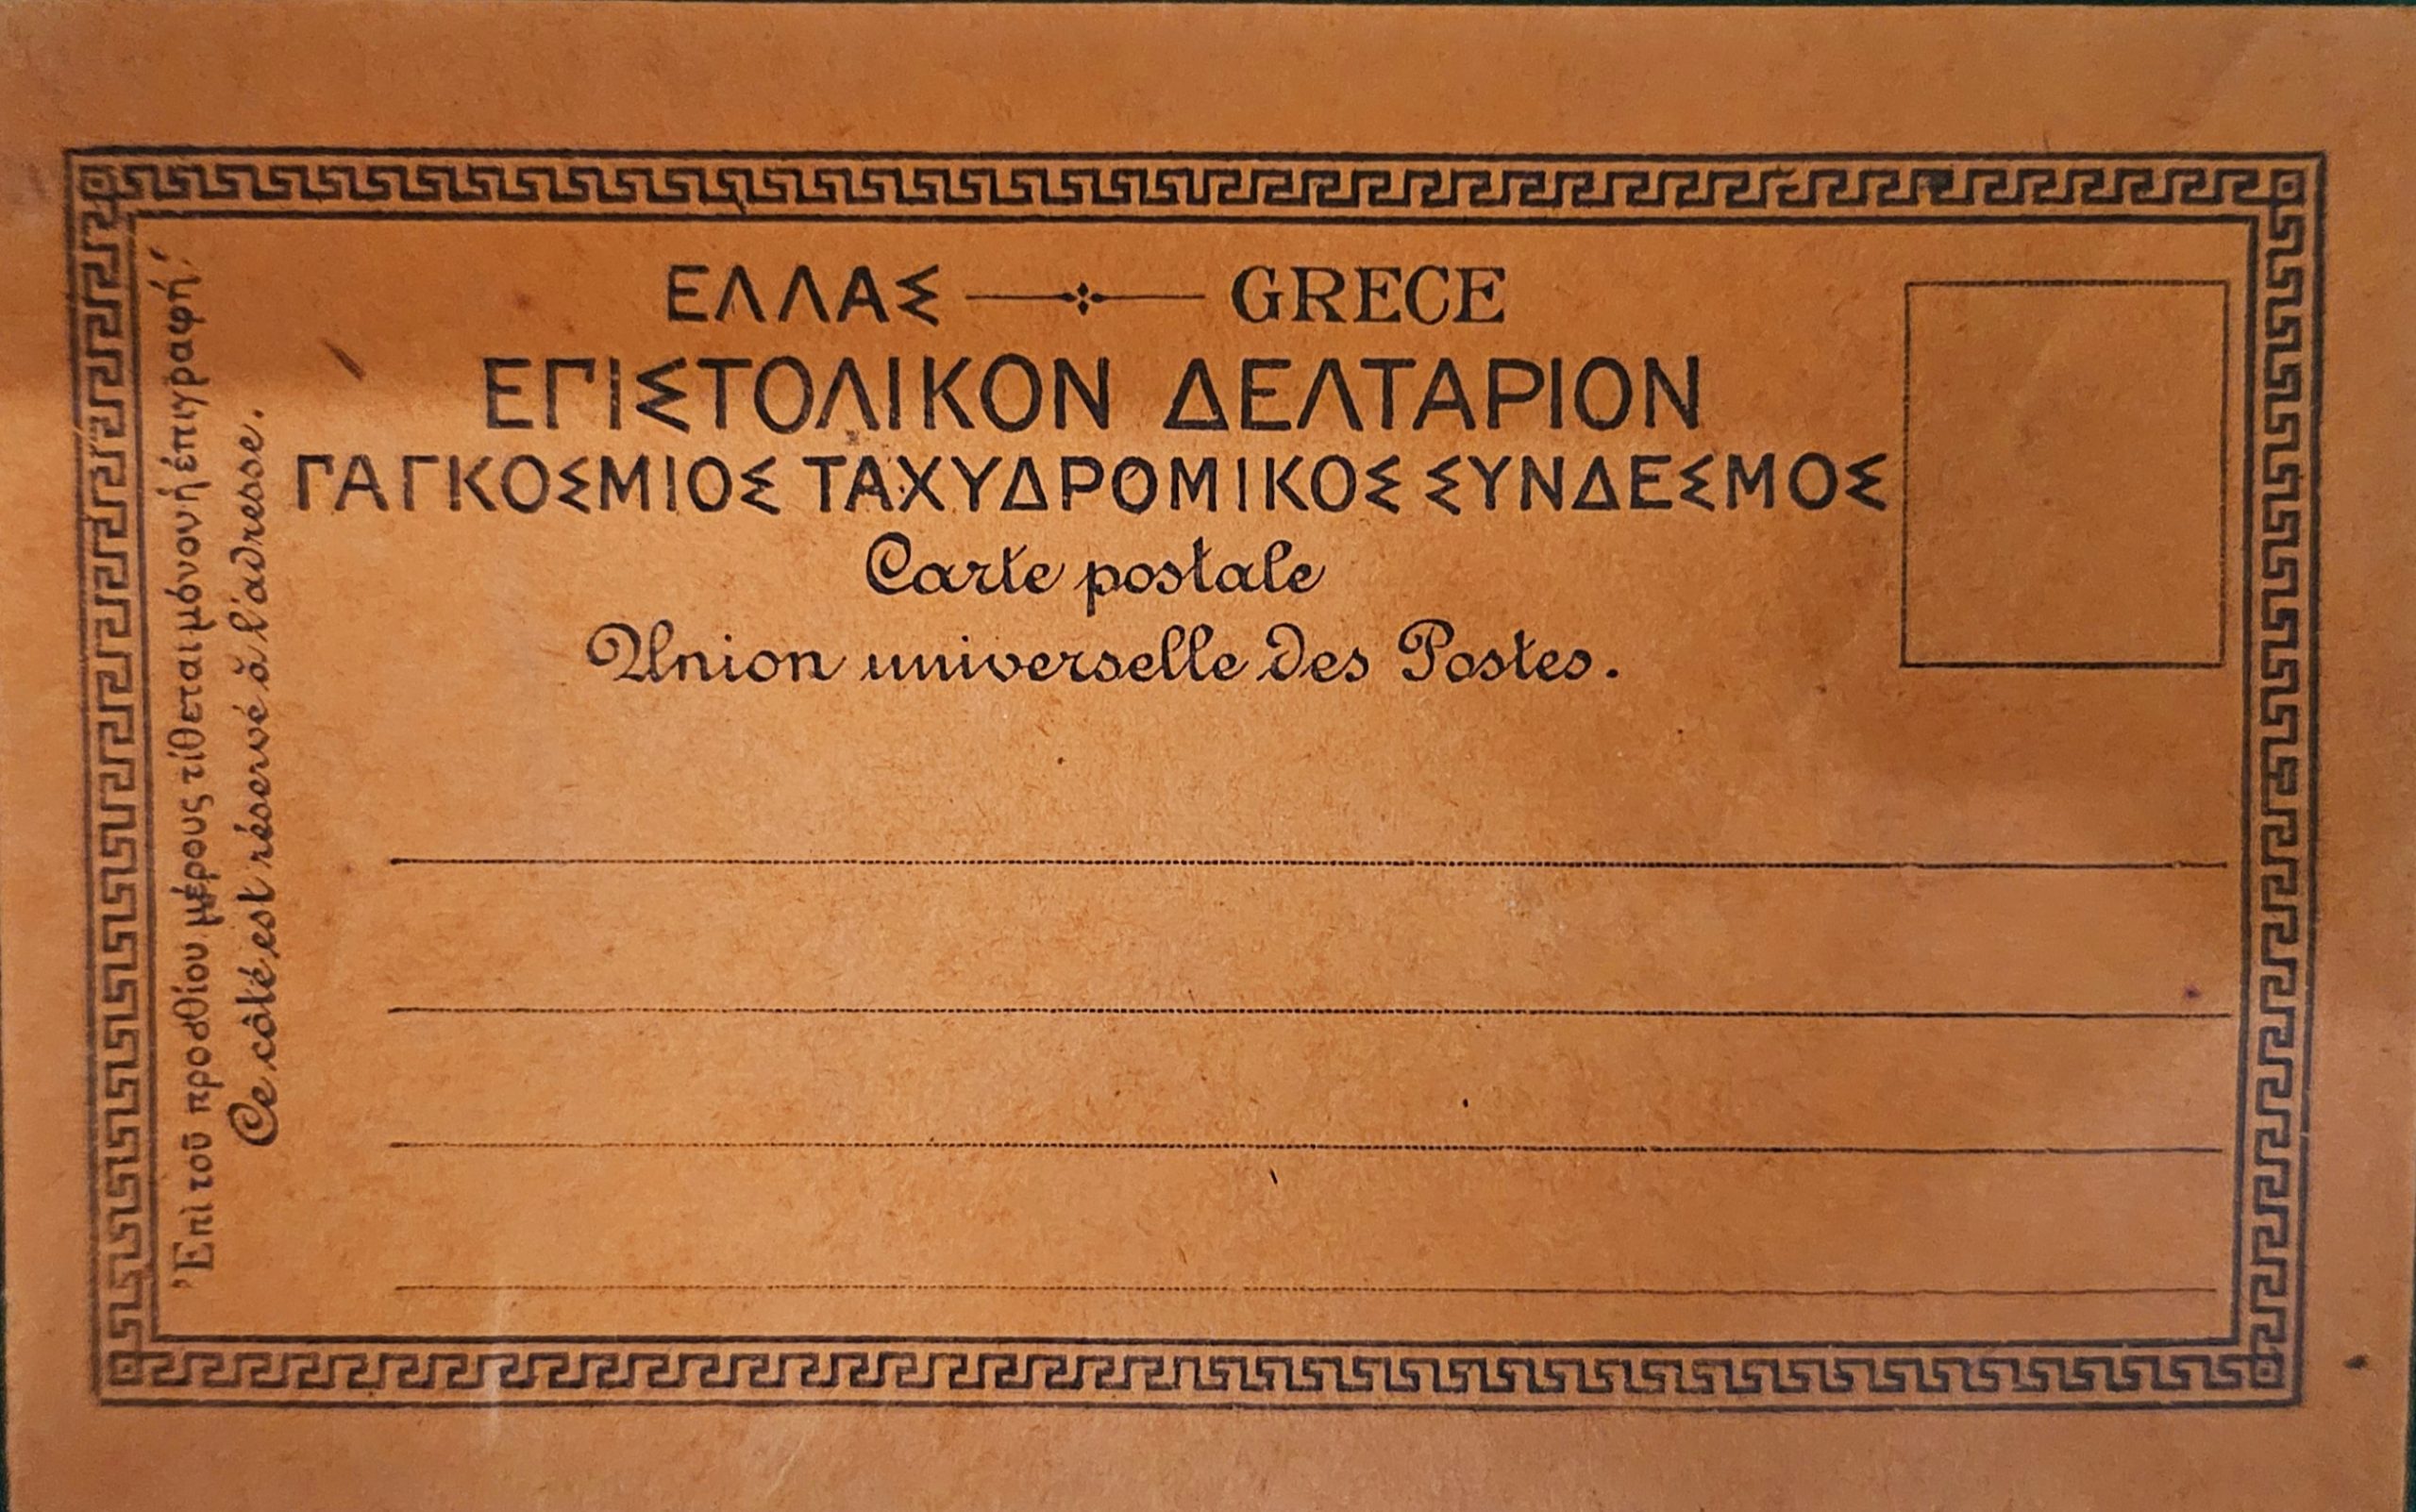 ΕΛΛΑΣ GRECE
ΕΠΙΣΤΟΛΙΚΟΝ ΔΕΛΤΑΡΙΟΝ
ΠΑΓΚΟΣΜΙΟΣ ΤΑΧΥΔΡΟΜΙΚΟΣ ΣΥΝΔΕΣΜΟΣ
Carte postale
Union universelle des Postes.
Ἐπὶ τοῦ προσθίου μέρους τίθεται μόνον ἡ ἐπιγραφή.
Ce côté est réservé à l'adresse.